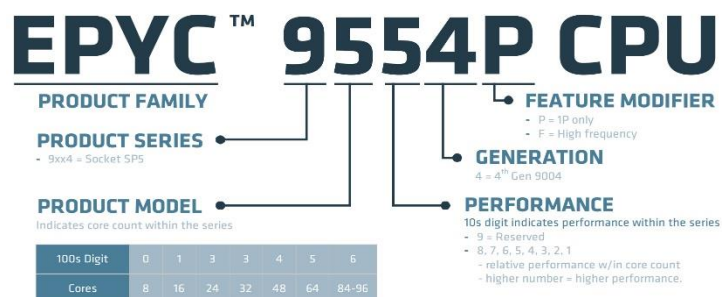 EPYC™ 9554P CPU
PRODUCT FAMILY
PRODUCT SERIES
- 9xx4 = Socket SP5
PRODUCT MODEL
Indicates core count within the series
100s Digit 0 1 3 3 4 5 6
Cores 8 16 24 32 48 64 84-96
FEATURE MODIFIER
- P = 1P only
- F = High frequency
GENERATION
4 = 4th Gen 9004
PERFORMANCE
10s digit indicates performance within the series
- 9 = Reserved
- 8, 7, 6, 5, 4, 3, 2, 1
- relative performance w/in core count
- higher number = higher performance.